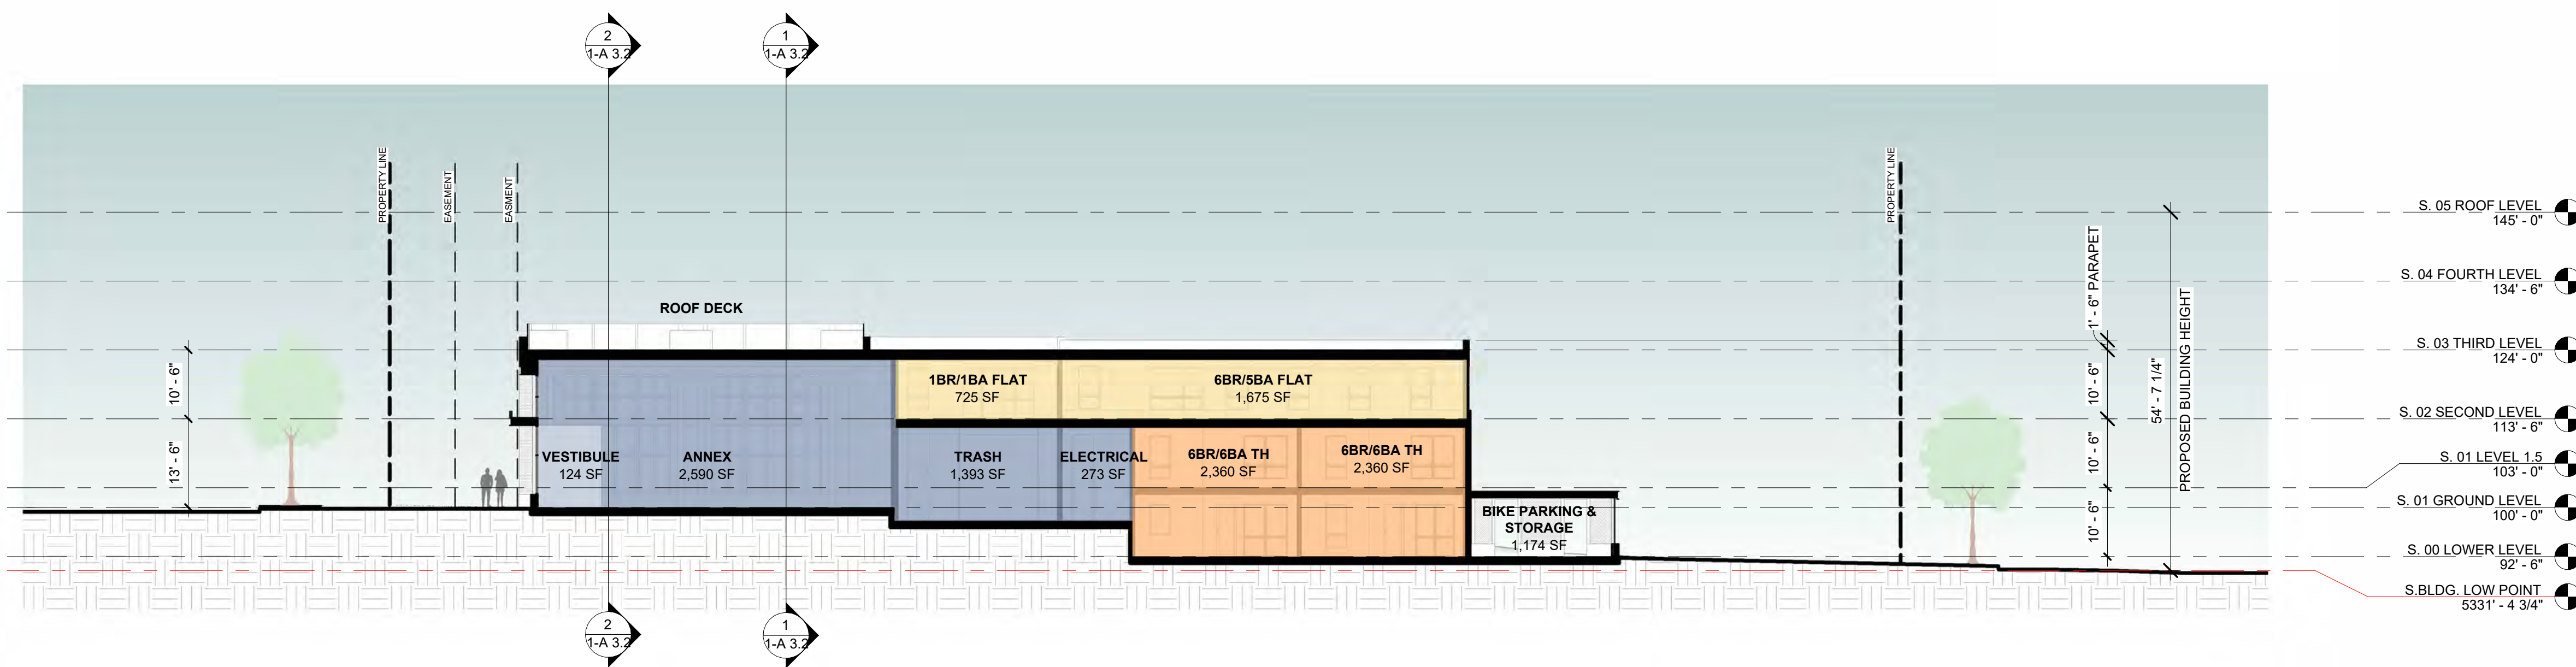 2
1-A 3.2
1
1-A 3.2
PROPERTY LINE
EASEMENT
EASMENT
PROPERTY LINE
S. 05 ROOF LEVEL
145' - 0"
1' - 6" PARAPET
S. 04 FOURTH LEVEL
134' - 6"
ROOF DECK
PROPOSED BUILDING HEIGHT
54' - 7 1/4"
S. 03 THIRD LEVEL
124' - 0"
10' - 6"
1BR/1BA FLAT
725 SF
6BR/5BA FLAT
1,675 SF
10' - 6"
S. 02 SECOND LEVEL
113' - 6"
13' - 6"
VESTIBULE
124 SF
ANNEX
2,590 SF
TRASH
1,393 SF
ELECTRICAL
273 SF
6BR/6BA TH
2,360 SF
6BR/6BA TH
2,360 SF
10' - 6"
S. 01 LEVEL 1.5
103' - 0"
BIKE PARKING &
STORAGE
1,174 SF
10' - 6"
S. 01 GROUND LEVEL
100' - 0"
S. 00 LOWER LEVEL
92' - 6"
S.BLDG. LOW POINT
5331' - 4 3/4"
2
1-A 3.2
1
1-A 3.2